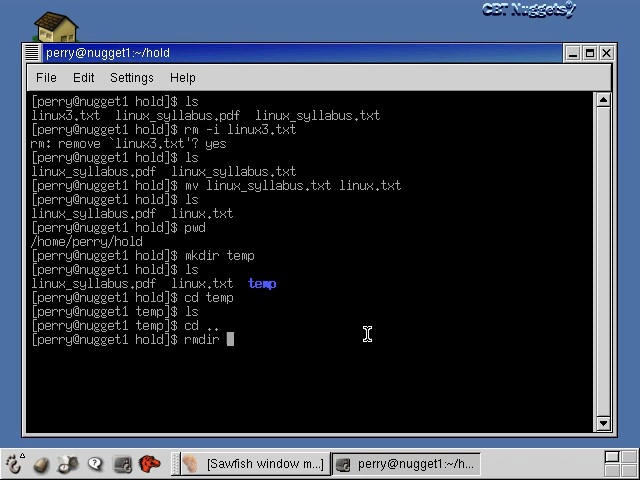 CBT Nuggets
perry@nugget1:~/hold
File Edit Settings Help
[perry@nugget1 hold]$ ls
linux3.txt  linux_syllabus.pdf  linux_syllabus.txt
[perry@nugget1 hold]$ rm -i linux3.txt
rm: remove `linux3.txt'? yes
[perry@nugget1 hold]$ ls
linux_syllabus.pdf  linux_syllabus.txt
[perry@nugget1 hold]$ mv linux_syllabus.txt linux.txt
[perry@nugget1 hold]$ ls
linux_syllabus.pdf  linux.txt
[perry@nugget1 hold]$ pwd
/home/perry/hold
[perry@nugget1 hold]$ mkdir temp
[perry@nugget1 hold]$ ls
linux_syllabus.pdf  linux.txt  temp
[perry@nugget1 hold]$ cd temp
[perry@nugget1 temp]$ ls
[perry@nugget1 temp]$ cd ..
[perry@nugget1 hold]$ rmdir
[Sawfish window m...] perry@nugget1:~/h...